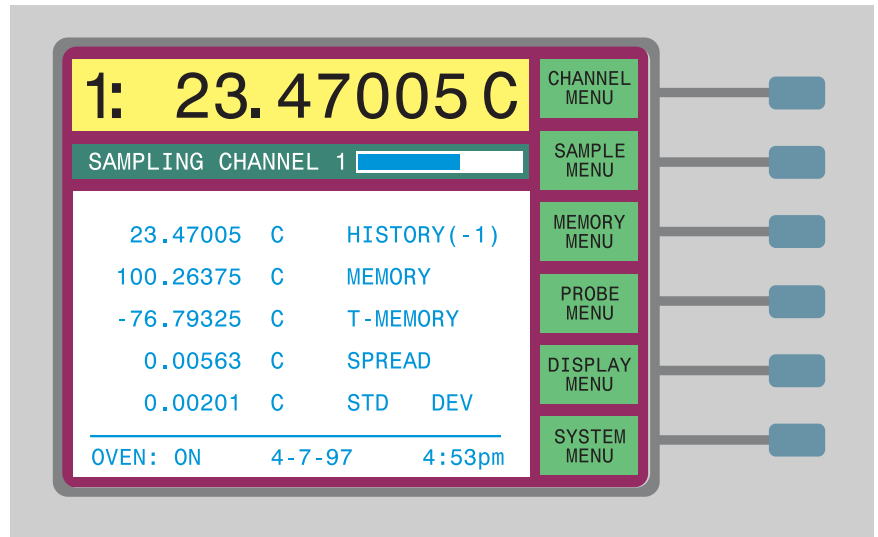 1: 23.47005 C
SAMPLING CHANNEL 1
23.47005 C HISTORY(-1)
100.26375 C MEMORY
-76.79325 C T-MEMORY
0.00563 C SPREAD
0.00201 C STD DEV
OVEN: ON 4-7-97 4:53pm
CHANNEL
MENU
SAMPLE
MENU
MEMORY
MENU
PROBE
MENU
DISPLAY
MENU
SYSTEM
MENU